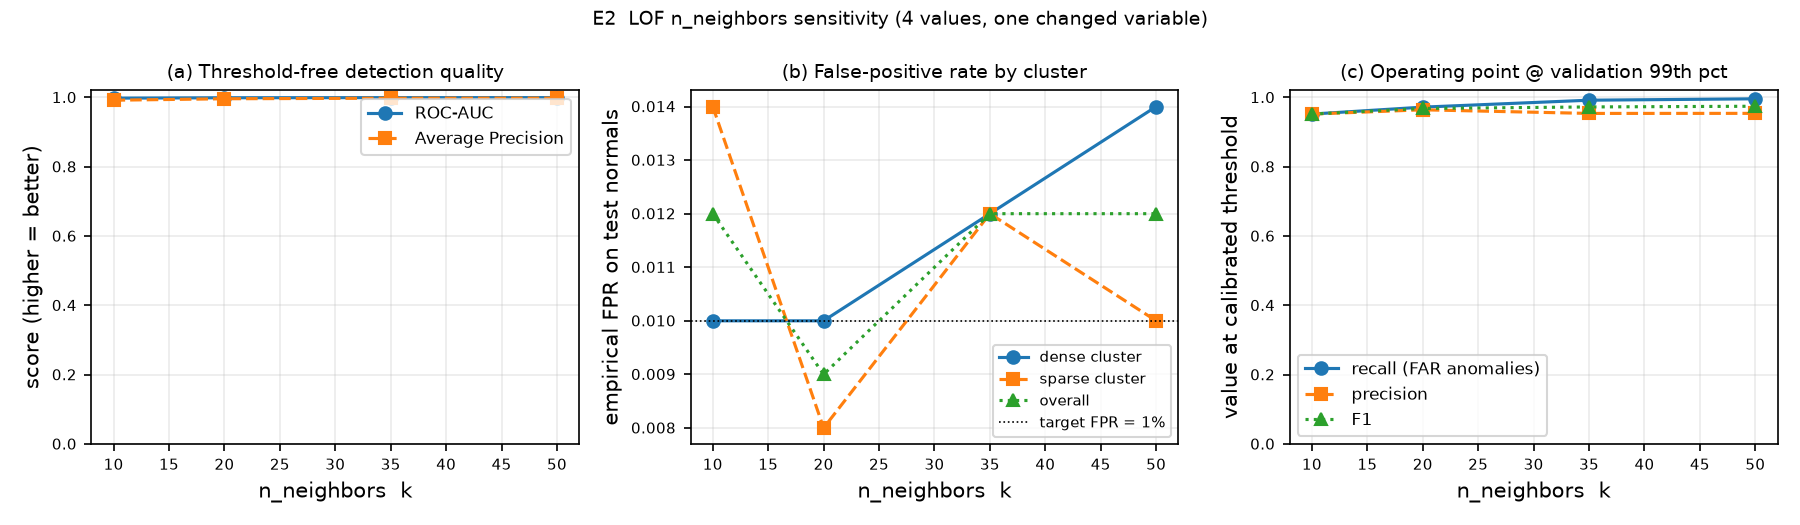 E2  LOF n_neighbors sensitivity (4 values, one changed variable)
(a) Threshold-free detection quality
score (higher = better)
1.0
0.8
0.6
0.4
0.2
0.0
ROC-AUC
Average Precision
10 15 20 25 30 35 40 45 50
n_neighbors  k
(b) False-positive rate by cluster
empirical FPR on test normals
0.014
0.013
0.012
0.011
0.010
0.009
0.008
dense cluster
sparse cluster
overall
target FPR = 1%
10 15 20 25 30 35 40 45 50
n_neighbors  k
(c) Operating point @ validation 99th pct
value at calibrated threshold
1.0
0.8
0.6
0.4
0.2
0.0
recall (FAR anomalies)
precision
F1
10 15 20 25 30 35 40 45 50
n_neighbors  k